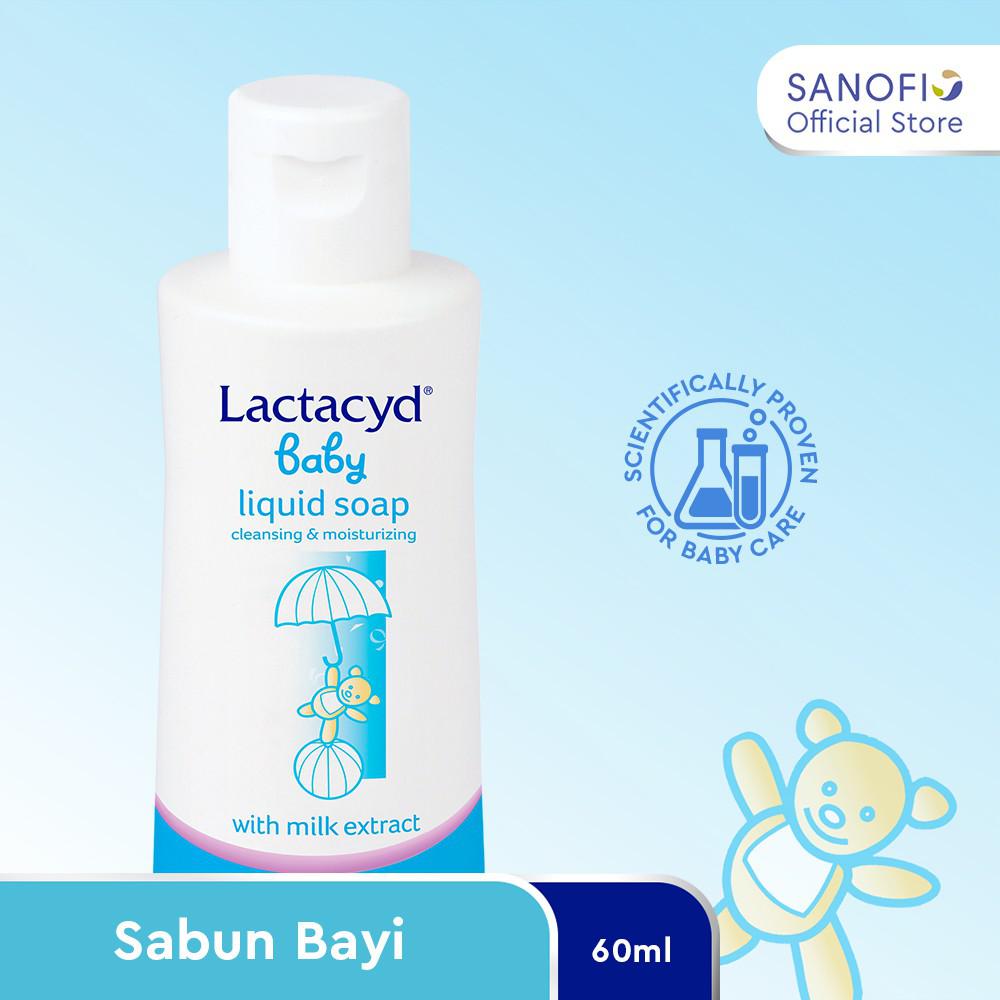 SANOFI
Official Store
Lactacyd®
baby
liquid soap
cleansing & moisturizing
with milk extract
SCIENTIFICALLY PROVEN
FOR BABY CARE
Sabun Bayi
60ml